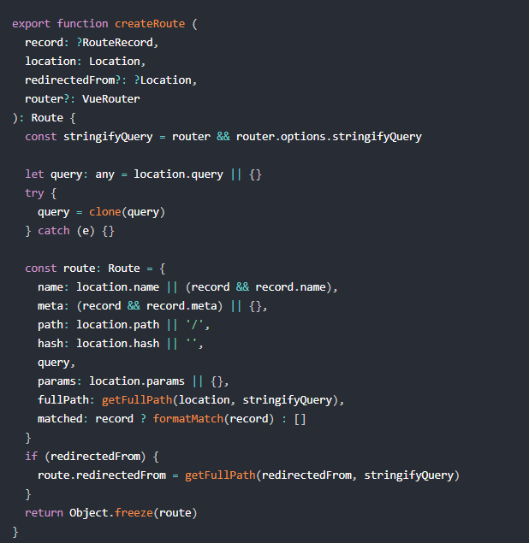 export function createRoute (
  record: ?RouteRecord,
  location: Location,
  redirectedFrom?: ?Location,
  router?: VueRouter
): Route {
  const stringifyQuery = router && router.options.stringifyQuery

  let query: any = location.query || {}
  try {
    query = clone(query)
  } catch (e) {}

  const route: Route = {
    name: location.name || (record && record.name),
    meta: (record && record.meta) || {},
    path: location.path || '/',
    hash: location.hash || '',
    query,
    params: location.params || {},
    fullPath: getFullPath(location, stringifyQuery),
    matched: record ? formatMatch(record) : []
  }
  if (redirectedFrom) {
    route.redirectedFrom = getFullPath(redirectedFrom, stringifyQuery)
  }
  return Object.freeze(route)
}